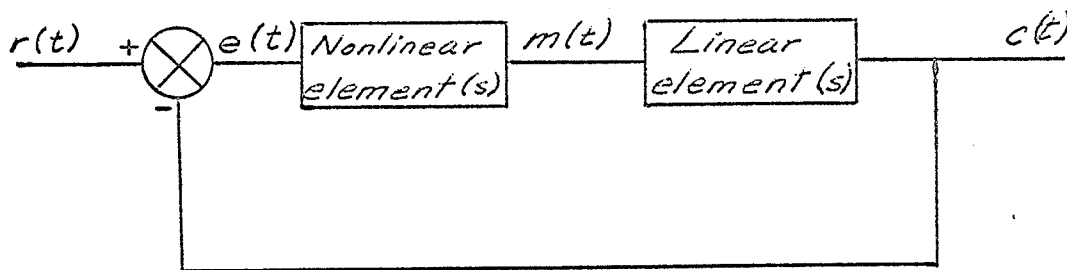 r(t)
+
-
e(t)
Nonlinear
element(s)
m(t)
Linear
element(s)
c(t)